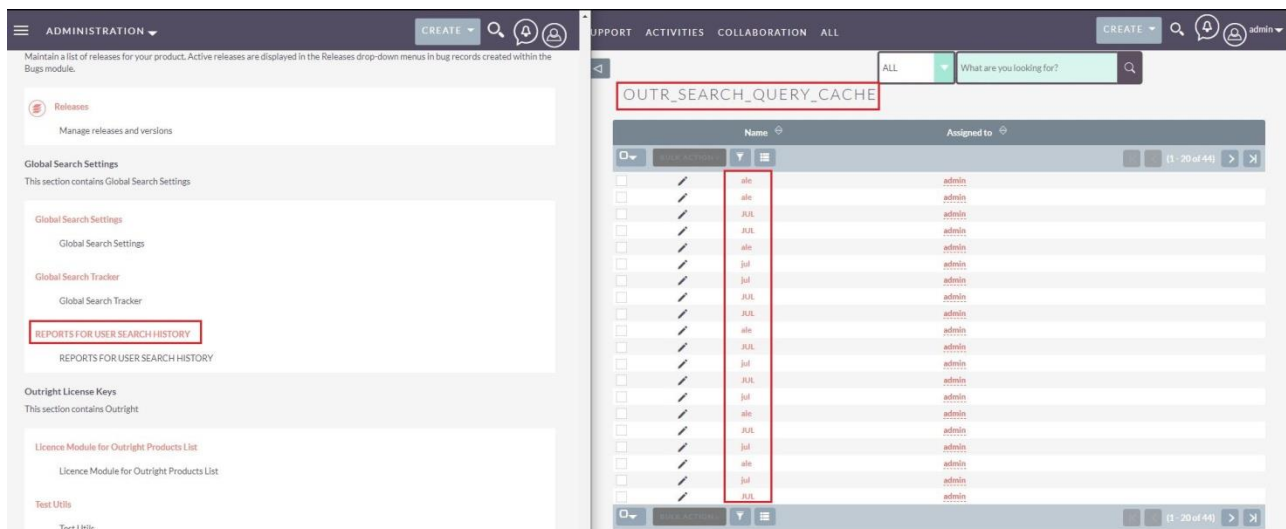 ADMINISTRATION
CREATE
Maintain a list of releases for your product. Active releases are displayed in the Releases drop-down menus in bug records created within the
Bugs module.
Releases
Manage releases and versions
Global Search Settings
This section contains Global Search Settings
Global Search Settings
Global Search Settings
Global Search Tracker
Global Search Tracker
REPORTS FOR USER SEARCH HISTORY
REPORTS FOR USER SEARCH HISTORY
Outright License Keys
This section contains Outright
Licence Module for Outright Products List
Licence Module for Outright Products List
Test Utils
Test Utils
UPPORT ACTIVITIES COLLABORATION ALL
CREATE
admin
ALL What are you looking for?
OUTR_SEARCH_QUERY_CACHE
Name Assigned to
BULK ACTION (1 - 20 of 44)
ale admin
ale admin
JUL admin
JUL admin
ale admin
jul admin
jul admin
JUL admin
JUL admin
ale admin
JUL admin
jul admin
JUL admin
jul admin
ale admin
JUL admin
jul admin
ale admin
jul admin
JUL admin
BULK ACTION (1 - 20 of 44)